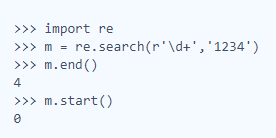 >>> import re
>>> m = re.search(r'\d+','1234')
>>> m.end()
4
>>> m.start()
0